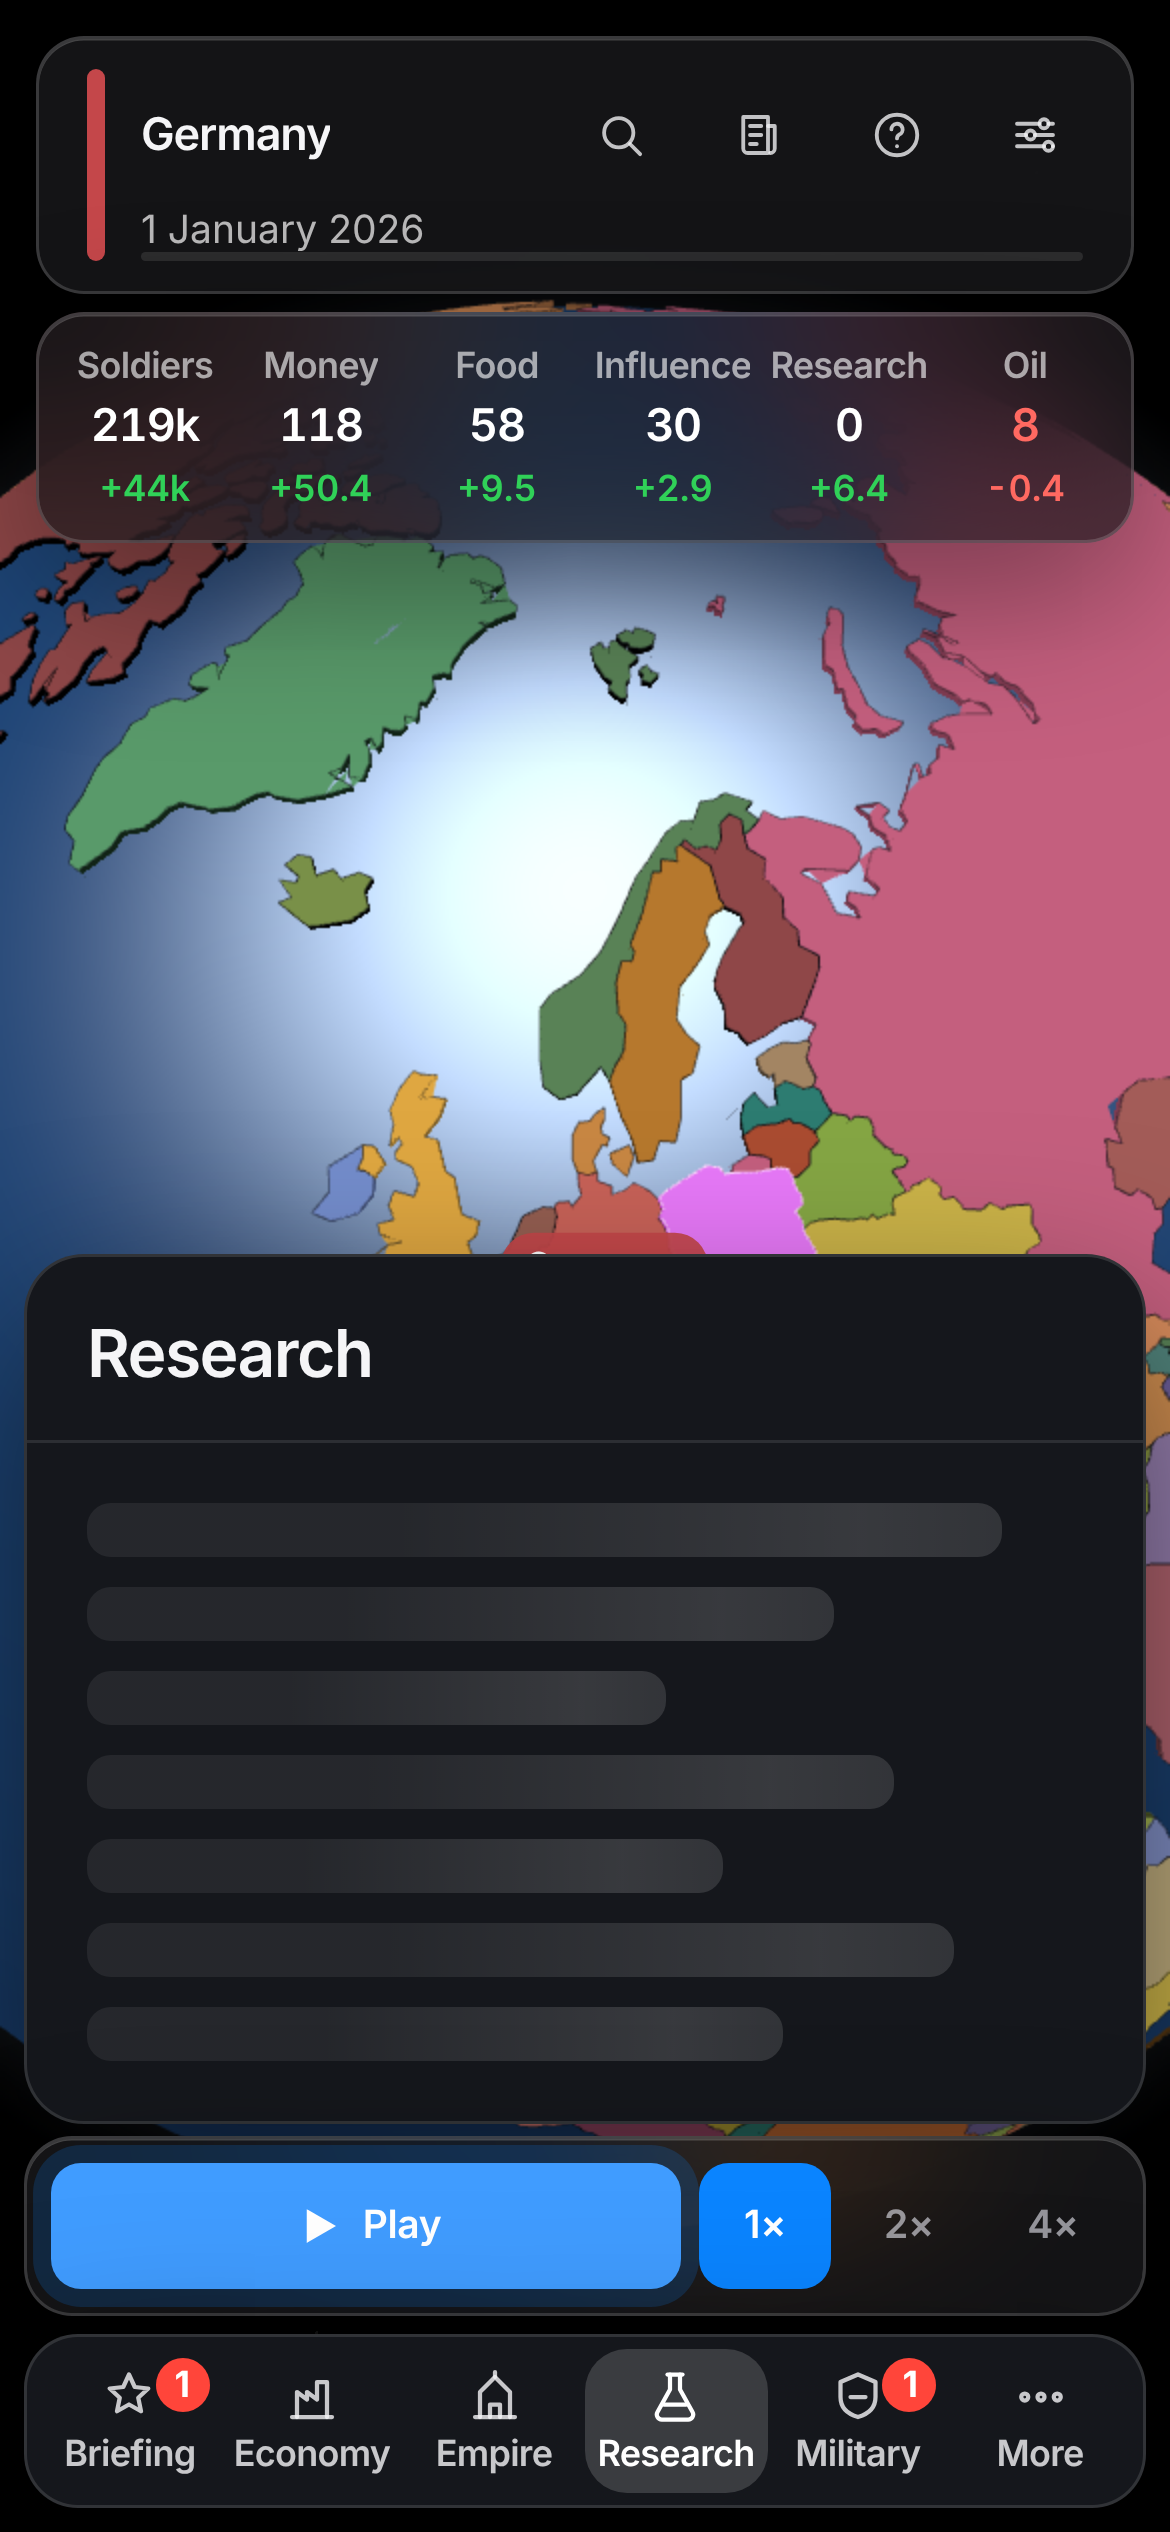 Germany
1 January 2026
Soldiers Money Food Influence Research Oil
219k 118 58 30 0 8
+44k +50.4 +9.5 +2.9 +6.4 -0.4
Research
Play 1× 2× 4×
1 1
Briefing Economy Empire Research Military More